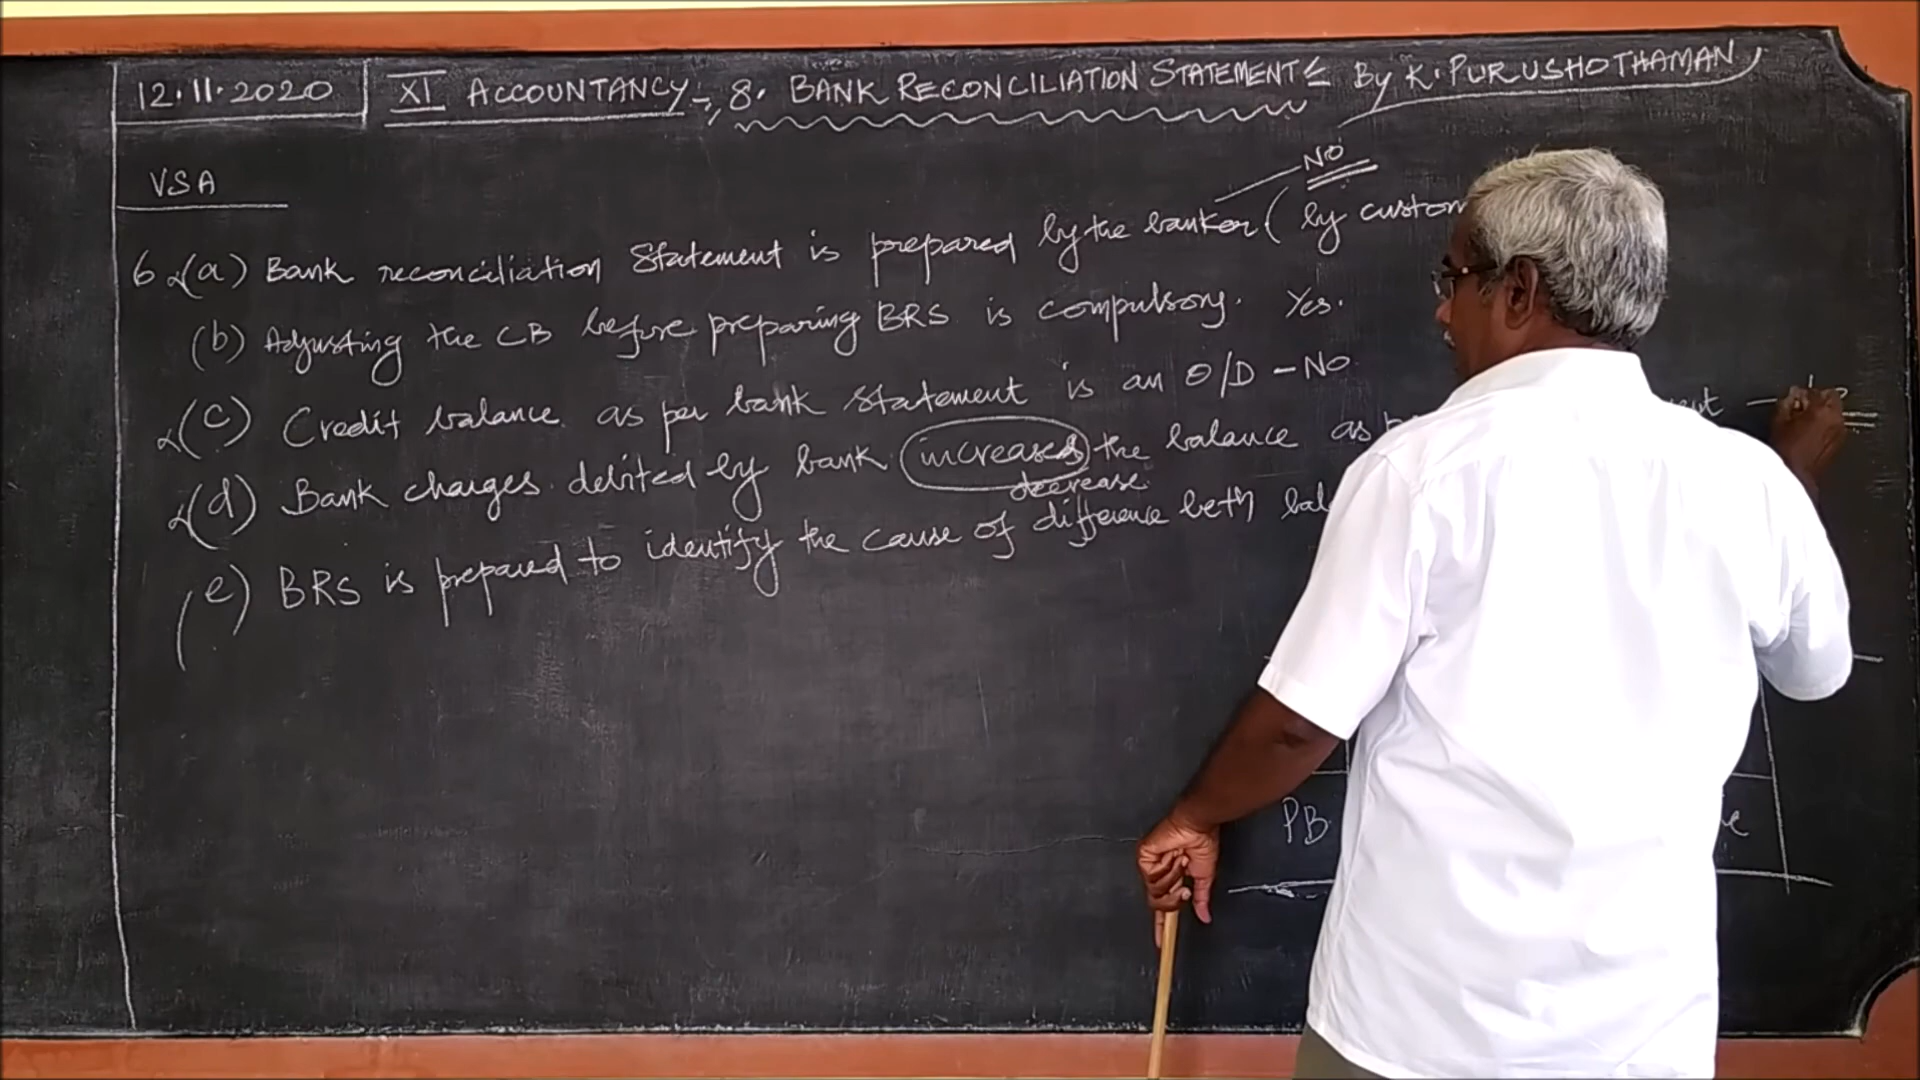 12.11.2020 XI ACCOUNTANCY :-, 8. BANK RECONCILIATION STATEMENT :- By K. PURUSHOTHAMAN
VSA
NO
6 (a) Bank reconciliation Statement is prepared by the banker ( by custom
(b) Adjusting the CB before preparing BRS is compulsory. Yes.
(c) Credit balance as per bank statement is an O/D - NO
(d) Bank charges debited by bank increases the balance as
decrease
(e) BRS is prepared to identify the cause of difference betn bal
PB